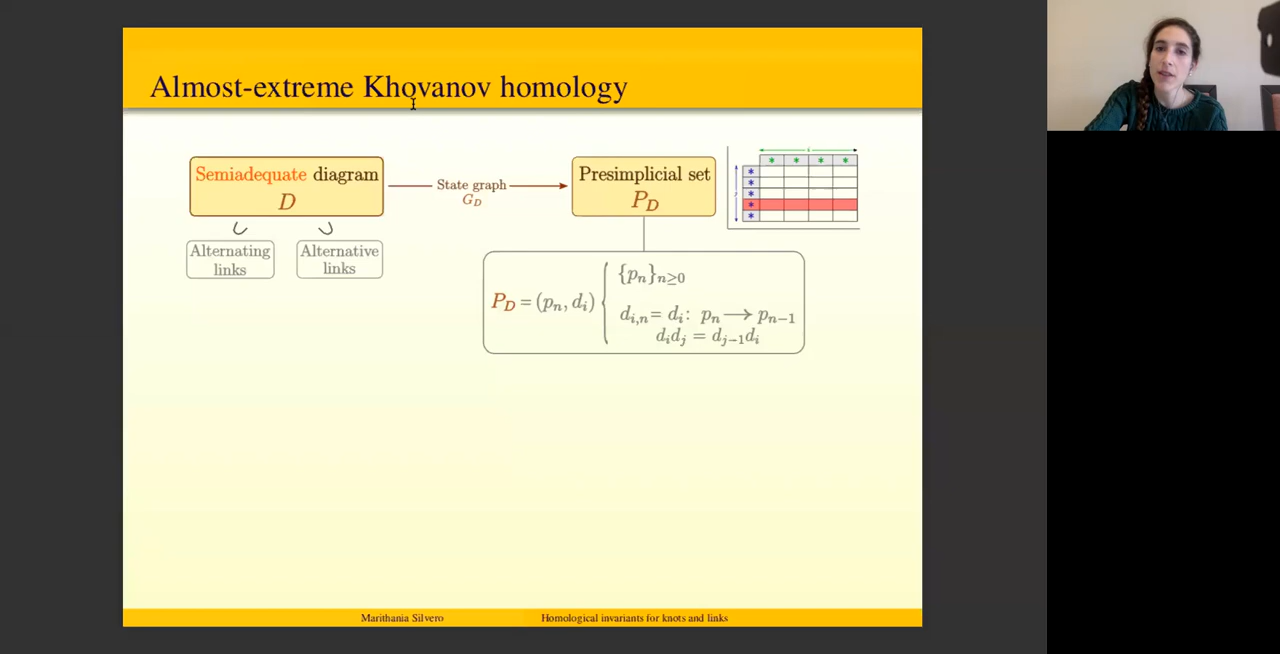 Almost-extreme Khovanov homology
Semiadequate diagram
D
State graph
G_D
Presimplicial set
P_D
i
* * * *
*
*
*
*
*
Alternating
links
Alternative
links
{p_n}_{n≥0}
P_D = (p_n, d_i)
d_{i,n} = d_i: p_n ⟶ p_{n−1}
d_i d_j = d_{j−1} d_i
Marithania Silvero
Homological invariants for knots and links